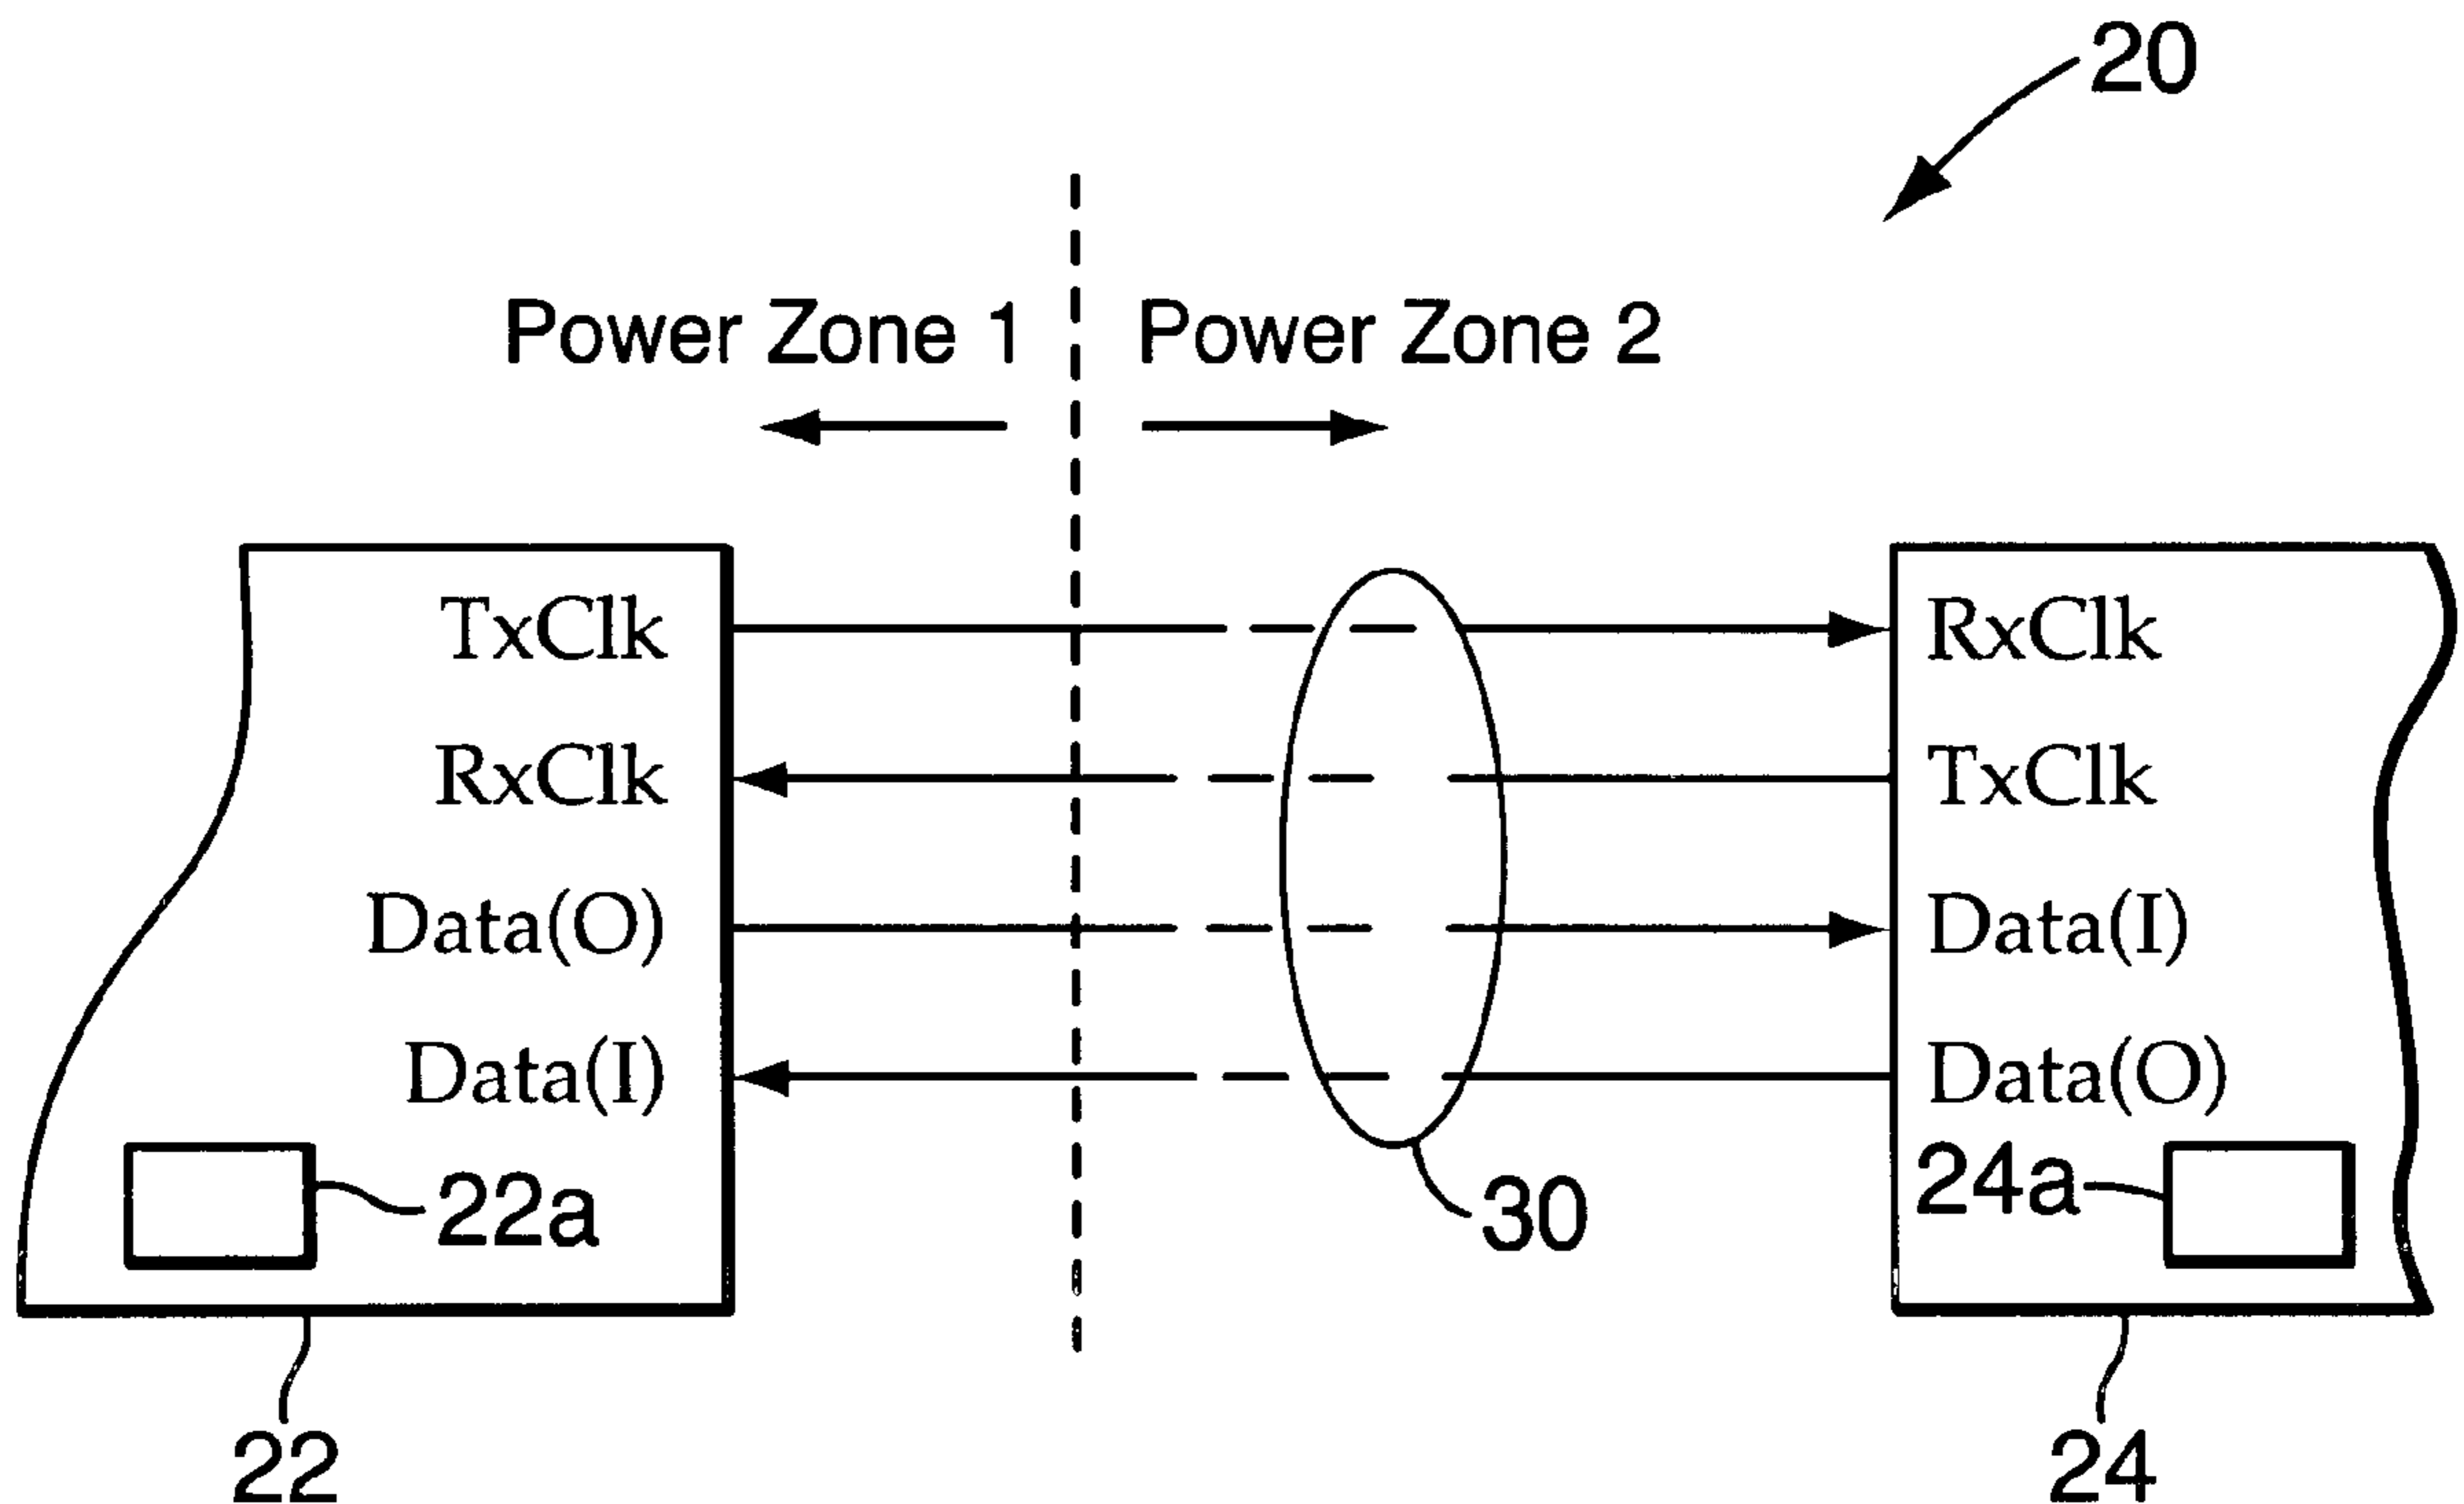 20
Power Zone 1
Power Zone 2
TxClk
RxClk
RxClk
TxClk
Data(O)
Data(I)
Data(I)
Data(O)
22a
30
24a
22
24